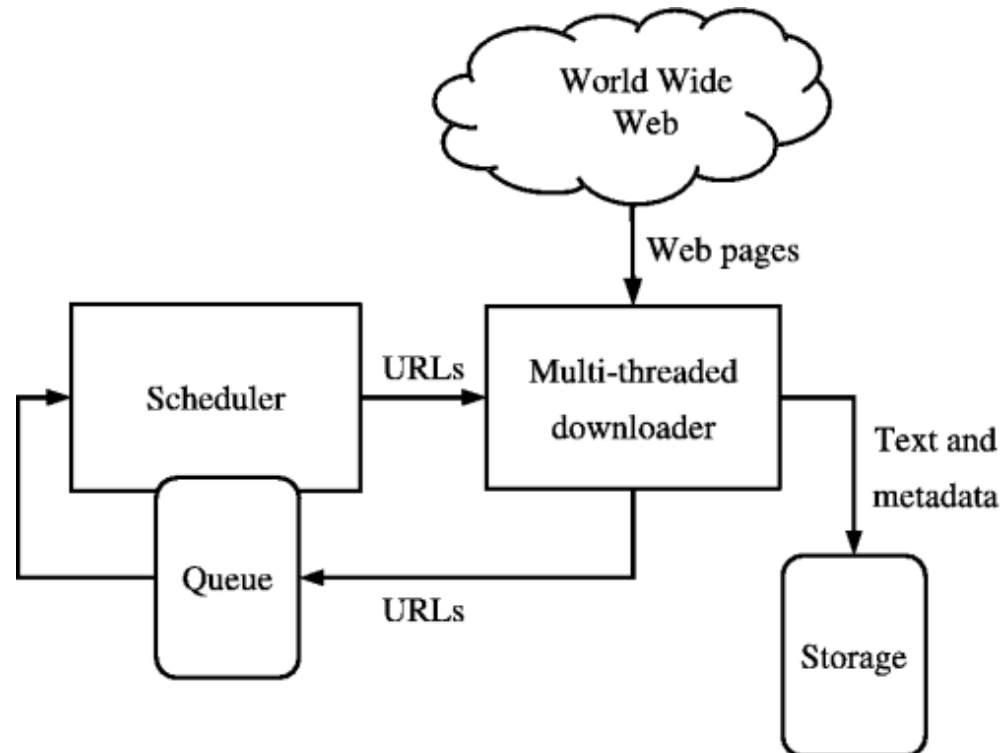 World Wide
Web
Web pages
Scheduler
URLs
Multi-threaded
downloader
Text and
metadata
Queue
URLs
Storage